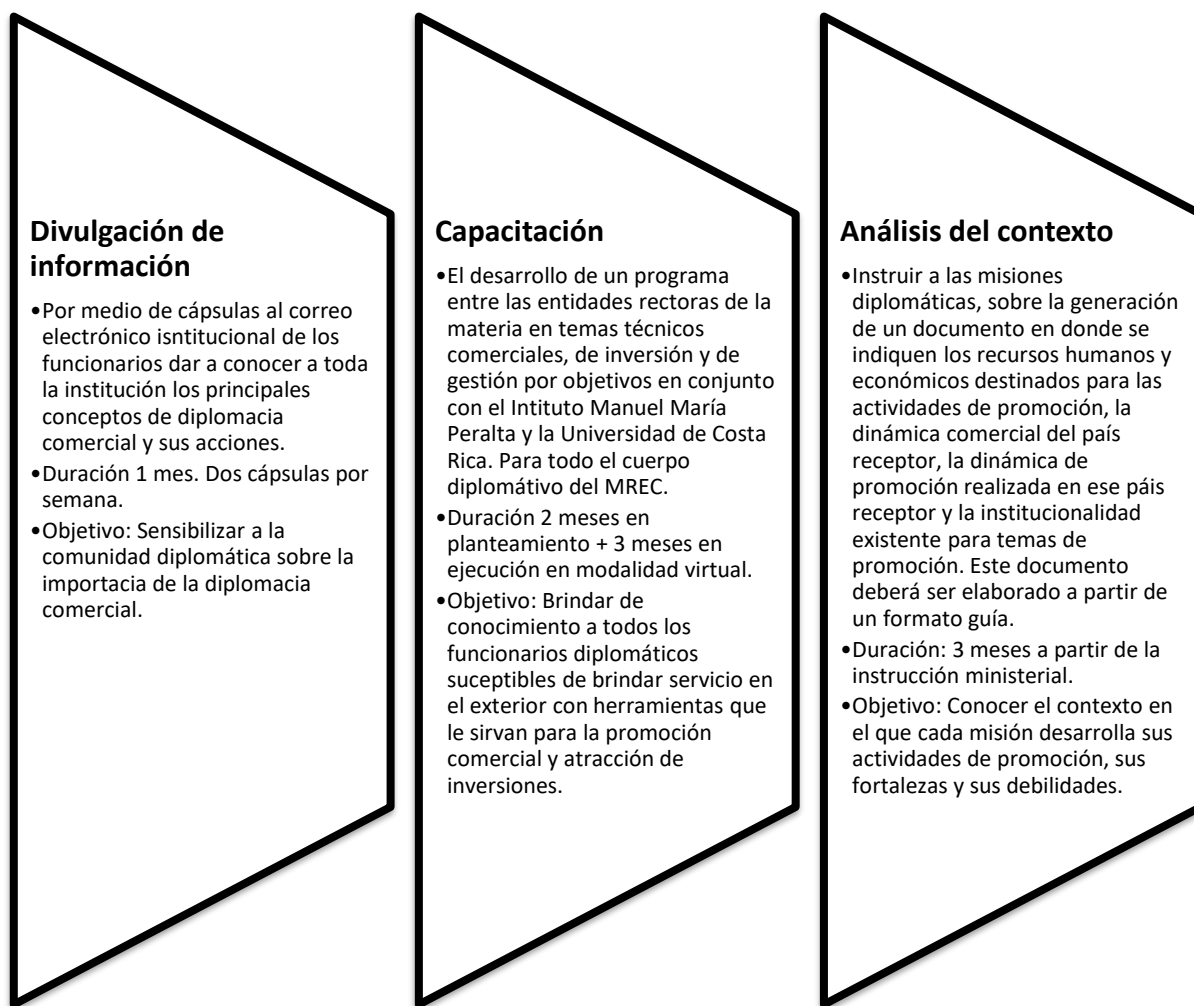 Divulgación de
información
•Por medio de cápsulas al correo
electrónico isntitucional de los
funcionarios dar a conocer a toda
la institución los principales
conceptos de diplomacia
comercial y sus acciones.
•Duración 1 mes. Dos cápsulas por
semana.
•Objetivo: Sensibilizar a la
comunidad diplomática sobre la
importacia de la diplomacia
comercial.
Capacitación
•El desarrollo de un programa
entre las entidades rectoras de la
materia en temas técnicos
comerciales, de inversión y de
gestión por objetivos en conjunto
con el Intituto Manuel María
Peralta y la Universidad de Costa
Rica. Para todo el cuerpo
diplomátivo del MREC.
•Duración 2 meses en
planteamiento + 3 meses en
ejecución en modalidad virtual.
•Objetivo: Brindar de
conocimiento a todos los
funcionarios diplomáticos
suceptibles de brindar servicio en
el exterior con herramientas que
le sirvan para la promoción
comercial y atracción de
inversiones.
Análisis del contexto
•Instruir a las misiones
diplomáticas, sobre la generación
de un documento en donde se
indiquen los recursos humanos y
económicos destinados para las
actividades de promoción, la
dinámica comercial del país
receptor, la dinámica de
promoción realizada en ese páis
receptor y la institucionalidad
existente para temas de
promoción. Este documento
deberá ser elaborado a partir de
un formato guía.
•Duración: 3 meses a partir de la
instrucción ministerial.
•Objetivo: Conocer el contexto en
el que cada misión desarrolla sus
actividades de promoción, sus
fortalezas y sus debilidades.